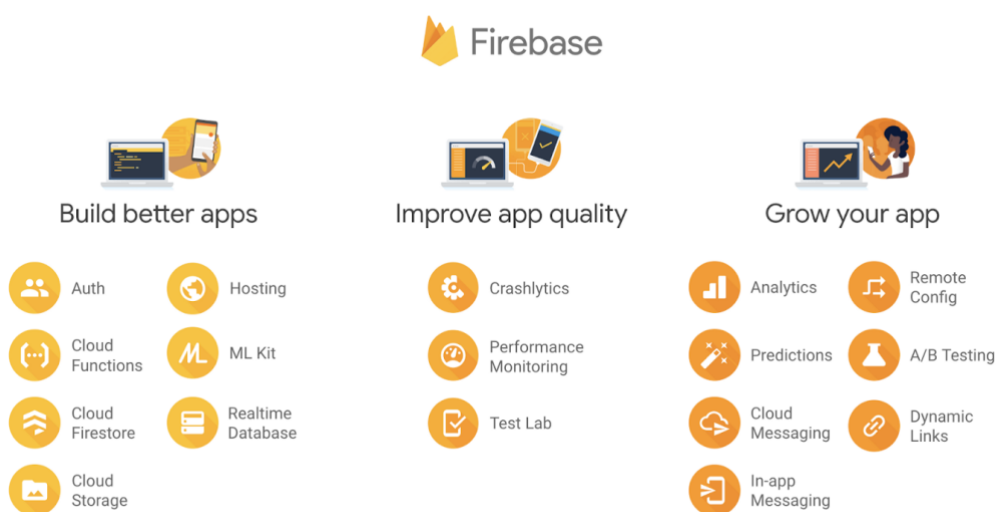 Firebase
Build better apps
Auth
Hosting
Cloud
Functions
ML Kit
Cloud
Firestore
Realtime
Database
Cloud
Storage
Improve app quality
Crashlytics
Performance
Monitoring
Test Lab
Grow your app
Analytics
Remote
Config
Predictions
A/B Testing
Cloud
Messaging
Dynamic
Links
In-app
Messaging